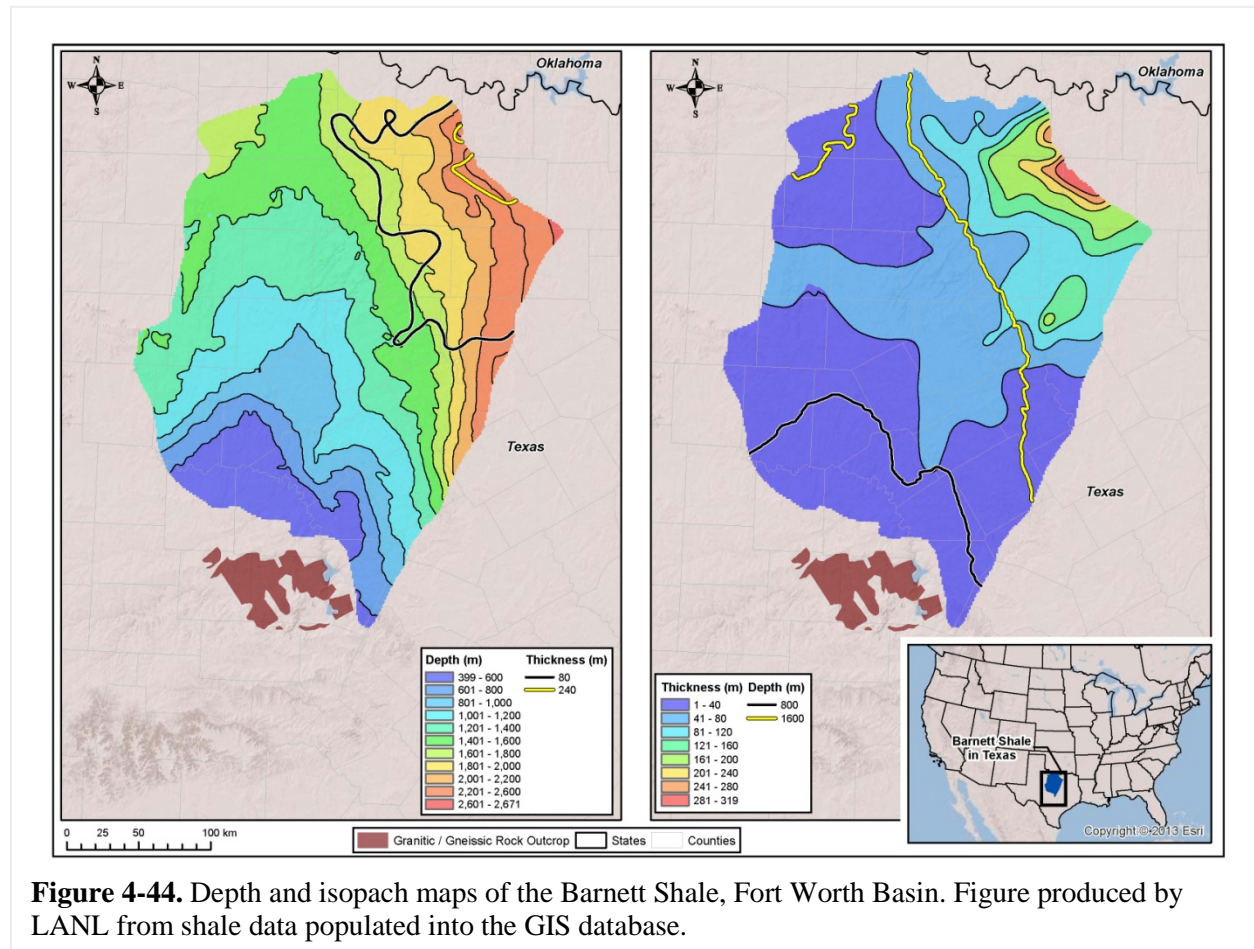 N
W E
S
Oklahoma
Texas
Depth (m) Thickness (m)
399 - 600 80
601 - 800 240
801 - 1,000
1,001 - 1,200
1,201 - 1,400
1,401 - 1,600
1,601 - 1,800
1,801 - 2,000
2,001 - 2,200
2,201 - 2,600
2,601 - 2,671
0 25 50 100 km
N
W E
S
Oklahoma
Texas
Thickness (m) Depth (m)
1 - 40 800
41 - 80 1600
81 - 120
121 - 160
161 - 200
201 - 240
241 - 280
281 - 319
Barnett Shale
in Texas
Copyright:© 2013 Esri
Granitic / Gneissic Rock Outcrop States Counties
Figure 4-44. Depth and isopach maps of the Barnett Shale, Fort Worth Basin. Figure produced by
LANL from shale data populated into the GIS database.